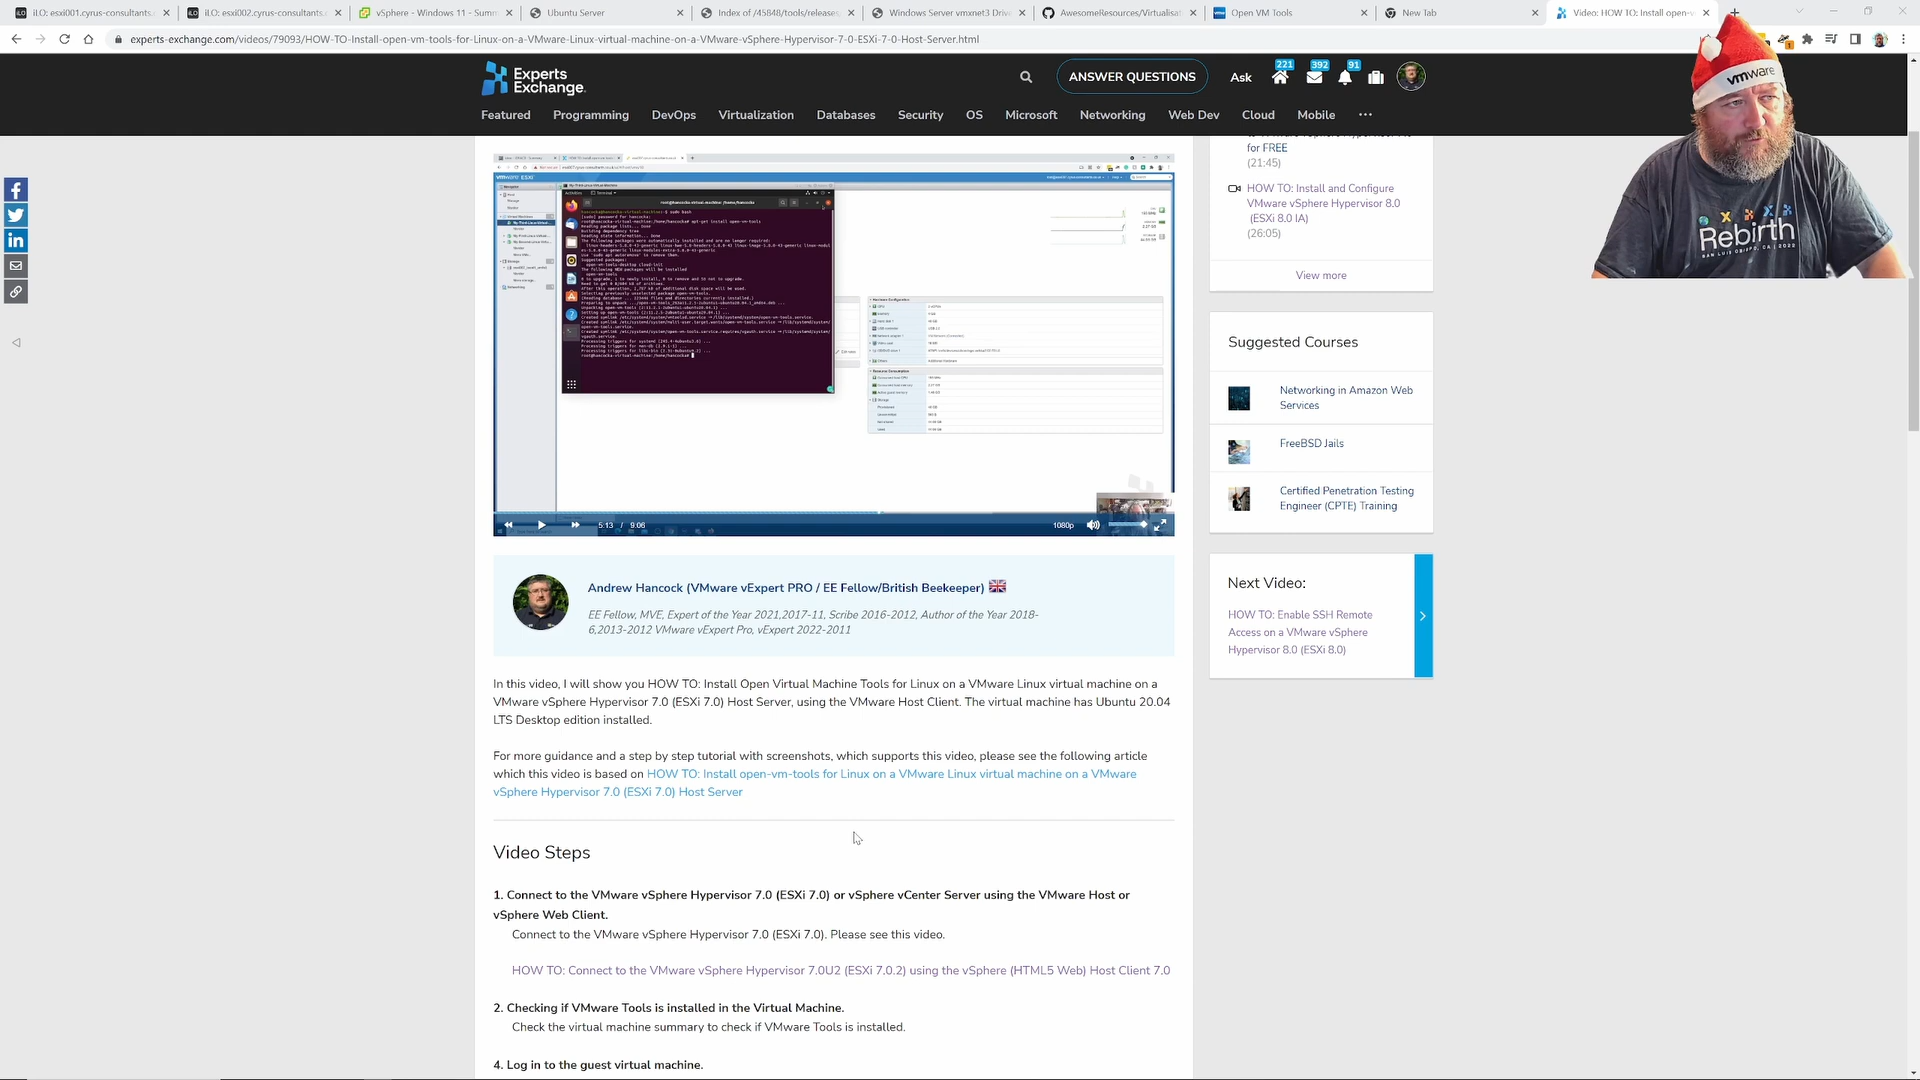 iLO: esxi001.cyrus-consultants.
iLO: esxi002.cyrus-consultants.
vSphere - Windows 11 - Summ
Ubuntu Server
Index of /45848/tools/releases
Windows Server vmxnet3 Drive
AwesomeResources/Virtualisat
Open VM Tools
New Tab
Video: HOW TO: Install open-v
experts-exchange.com/videos/79093/HOW-TO-Install-open-vm-tools-for-Linux-on-a-VMware-Linux-virtual-machine-on-a-VMware-vSphere-Hypervisor-7-0-ESXi-7-0-Host-Server.html
Experts
Exchange
ANSWER QUESTIONS
Ask
221
392
91
Featured
Programming
DevOps
Virtualization
Databases
Security
OS
Microsoft
Networking
Web Dev
Cloud
Mobile
vmware
Rebirth
SAN LUIS OBISPO, CA | 2022
for FREE
(21:45)
HOW TO: Install and Configure
VMware vSphere Hypervisor 8.0
(ESXi 8.0 IA)
(26:05)
View more
vmware ESXi
5:13 / 9:06
1080p
Suggested Courses
Networking in Amazon Web
Services
FreeBSD Jails
Certified Penetration Testing
Engineer (CPTE) Training
Next Video:
HOW TO: Enable SSH Remote
Access on a VMware vSphere
Hypervisor 8.0 (ESXi 8.0)
Andrew Hancock (VMware vExpert PRO / EE Fellow/British Beekeeper)
EE Fellow, MVE, Expert of the Year 2021,2017-11, Scribe 2016-2012, Author of the Year 2018-
6,2013-2012 VMware vExpert Pro, vExpert 2022-2011
In this video, I will show you HOW TO: Install Open Virtual Machine Tools for Linux on a VMware Linux virtual machine on a
VMware vSphere Hypervisor 7.0 (ESXi 7.0) Host Server, using the VMware Host Client. The virtual machine has Ubuntu 20.04
LTS Desktop edition installed.
For more guidance and a step by step tutorial with screenshots, which supports this video, please see the following article
which this video is based on HOW TO: Install open-vm-tools for Linux on a VMware Linux virtual machine on a VMware
vSphere Hypervisor 7.0 (ESXi 7.0) Host Server
Video Steps
1. Connect to the VMware vSphere Hypervisor 7.0 (ESXi 7.0) or vSphere vCenter Server using the VMware Host or
vSphere Web Client.
Connect to the VMware vSphere Hypervisor 7.0 (ESXi 7.0). Please see this video.
HOW TO: Connect to the VMware vSphere Hypervisor 7.0U2 (ESXi 7.0.2) using the vSphere (HTML5 Web) Host Client 7.0
2. Checking if VMware Tools is installed in the Virtual Machine.
Check the virtual machine summary to check if VMware Tools is installed.
4. Log in to the guest virtual machine.